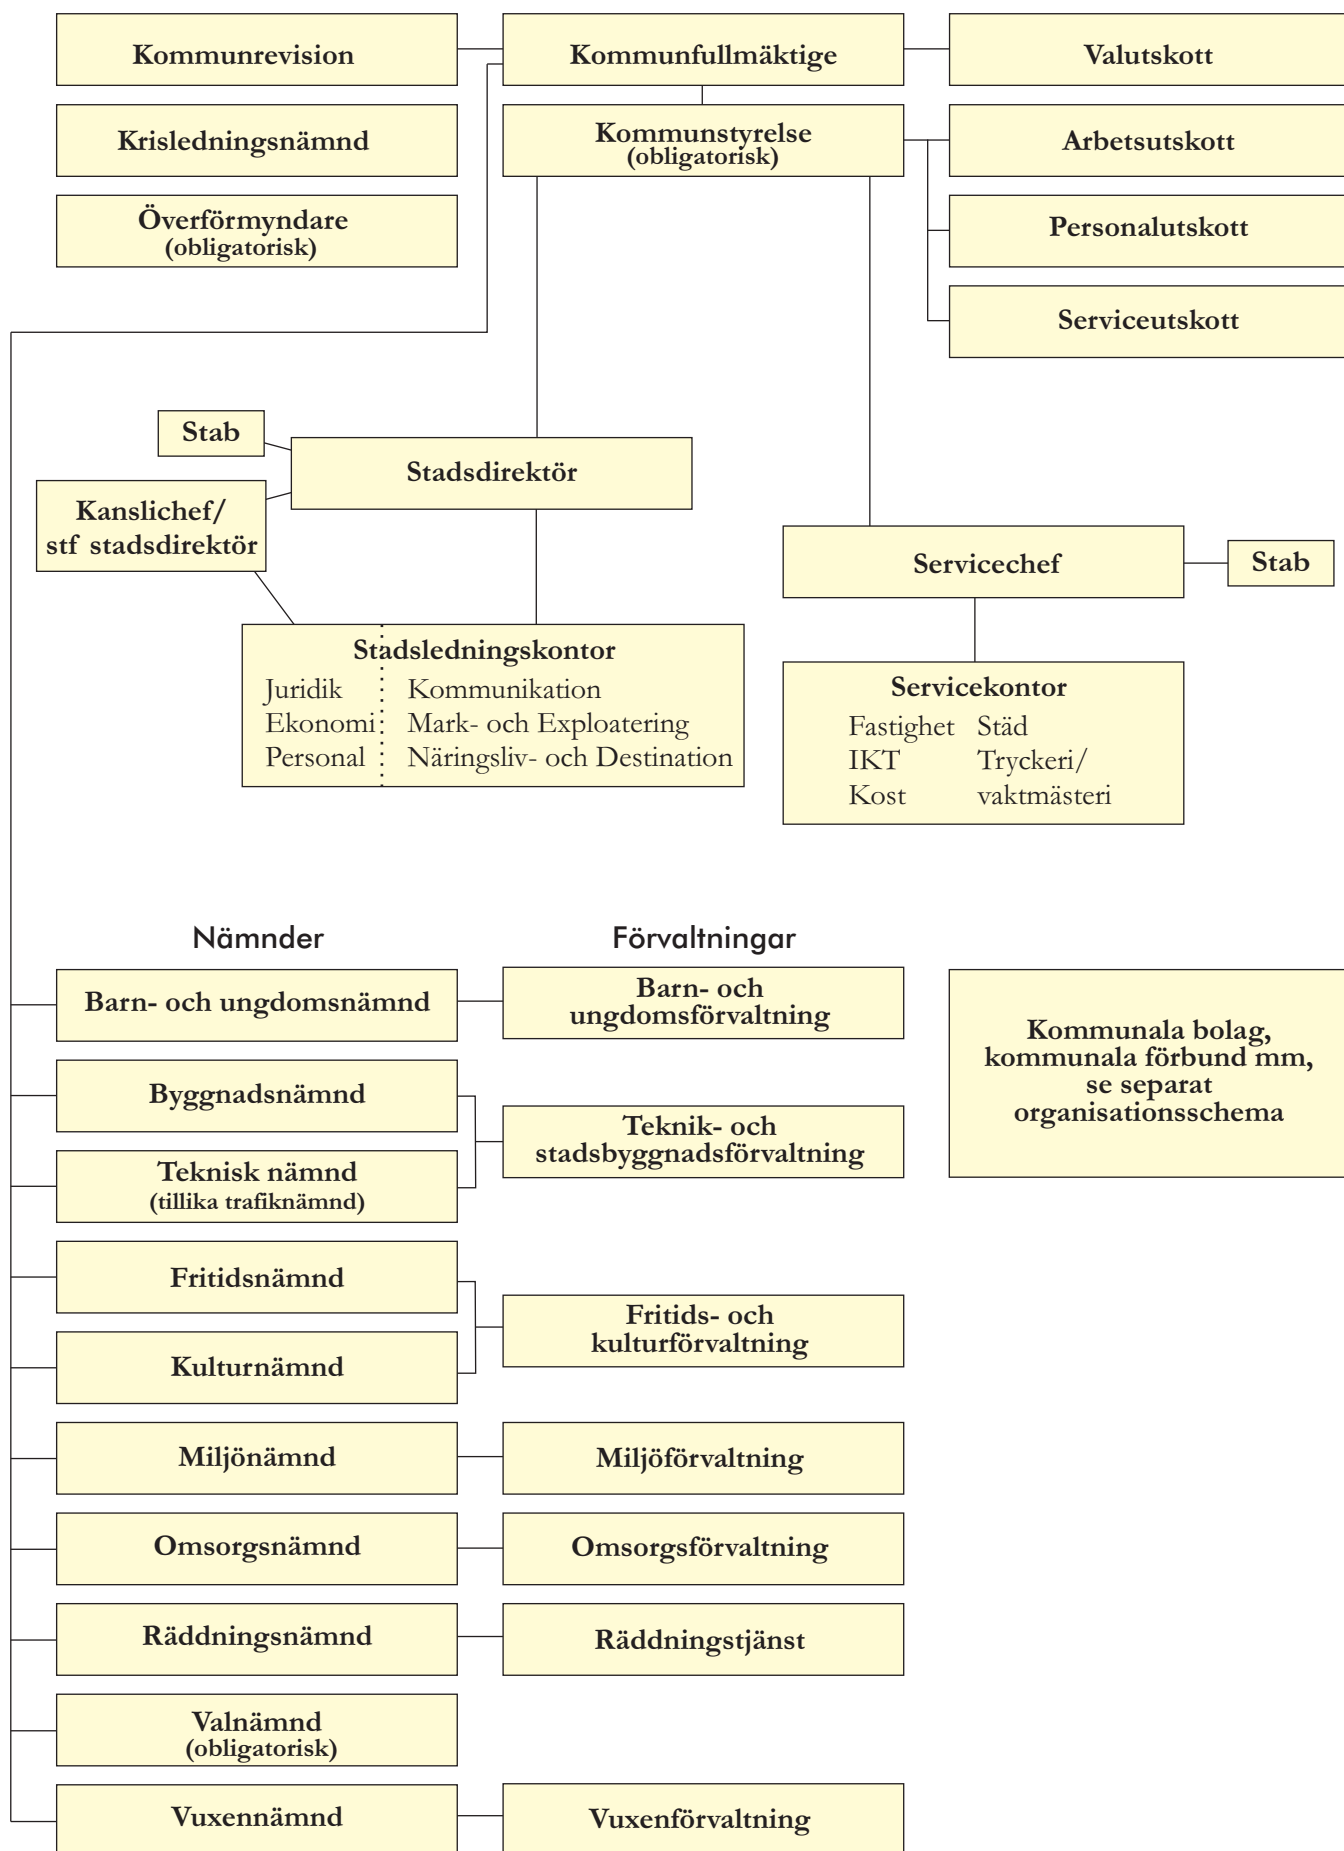 Kommunrevision
Kommunfullmäktige
Valutskott
Krisledningsnämnd
Kommunstyrelse
(obligatorisk)
Arbetsutskott
Överförmyndare
(obligatorisk)
Personalutskott
Serviceutskott
Stab
Stadsdirektör
Kanslichef/
stf stadsdirektör
Servicechef
Stab
Stadsledningskontor
Juridik Kommunikation
Ekonomi Mark- och Exploatering
Personal Näringsliv- och Destination
Servicekontor
Fastighet Städ
IKT Tryckeri/
Kost vaktmästeri
Nämnder
Förvaltningar
Barn- och ungdomsnämnd
Barn- och
ungdomsförvaltning
Kommunala bolag,
kommunala förbund mm,
se separat
organisationsschema
Byggnadsnämnd
Teknik- och
stadsbyggnadsförvaltning
Teknisk nämnd
(tillika trafiknämnd)
Fritidsnämnd
Fritids- och
kulturförvaltning
Kulturnämnd
Miljönämnd
Miljöförvaltning
Omsorgsnämnd
Omsorgsförvaltning
Räddningsnämnd
Räddningstjänst
Valnämnd
(obligatorisk)
Vuxennämnd
Vuxenförvaltning